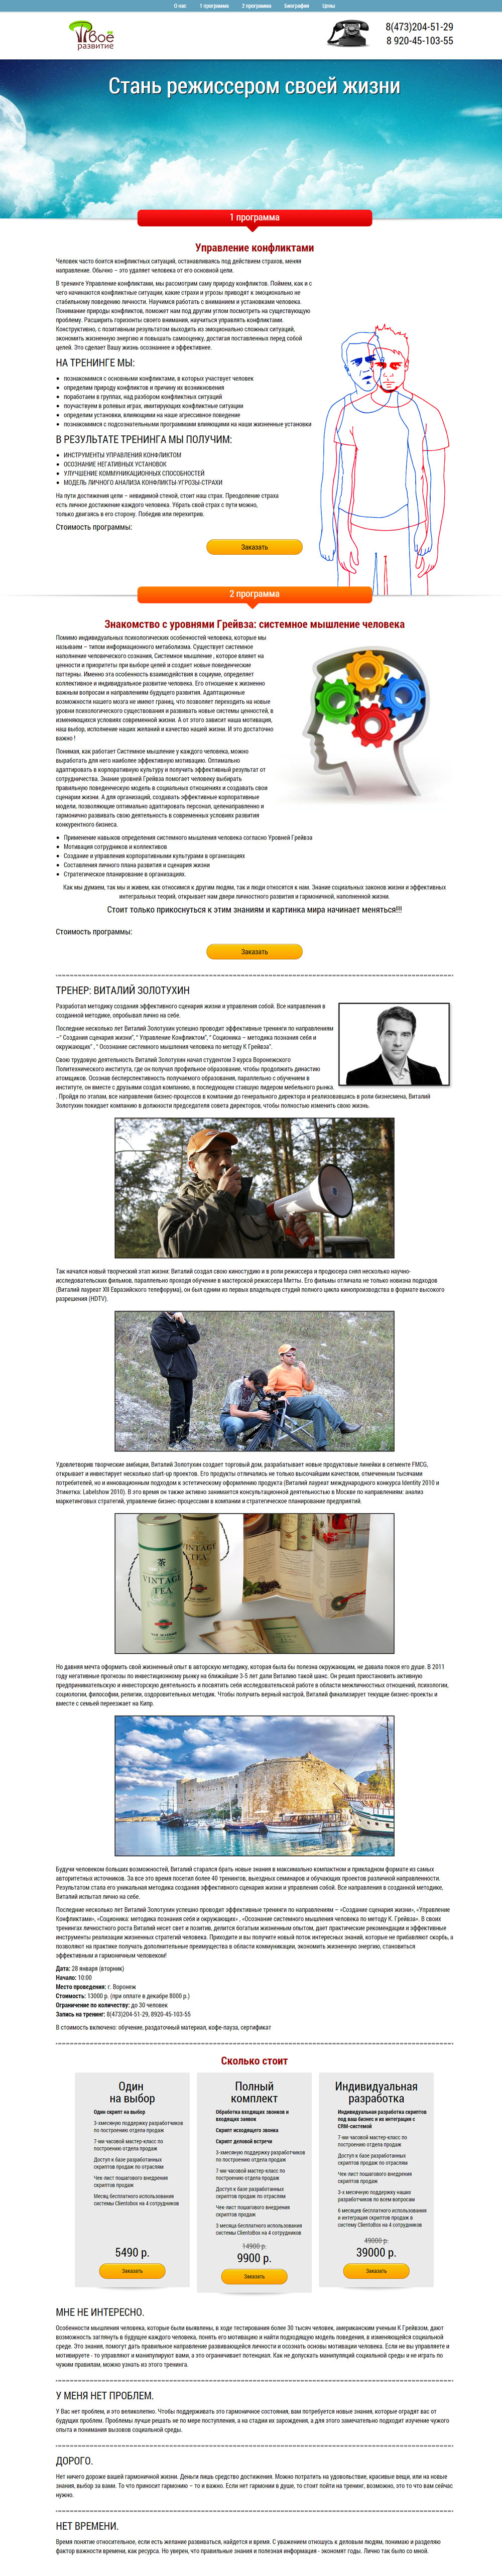 О нас 1 программа 2 программа Биография Цены
Твоё
развитие
8(473)204-51-29
8 920-45-103-55
Стань режиссером своей жизни
1 программа
Управление конфликтами
Человек часто боится конфликтных ситуаций, останавливаясь под действием страхов, меняя
направление. Обычно – это удаляет человека от его основной цели.
В тренинге Управление конфликтами, мы рассмотрим саму природу конфликтов. Поймем, как и с
чего начинаются конфликтные ситуации, какие страхи и угрозы приводят к эмоционально не
стабильному поведению личности. Научимся работать с вниманием и установками человека.
Понимание природы конфликтов, поможет нам под другим углом посмотреть на существующую
проблему. Расширить горизонты своего внимания, научиться управлять конфликтами.
Конструктивно, с позитивным результатом выходить из эмоционально сложных ситуаций,
экономить жизненную энергию и повышать самооценку, достигая поставленных перед собой
целей. Это сделает Вашу жизнь осознаннее и эффективнее.
НА ТРЕНИНГЕ МЫ:
познакомимся с основными конфликтами, в которых участвует человек
определим природу конфликтов и причину их возникновения
поработаем в группах, над разбором конфликтных ситуаций
поучаствуем в ролевых играх, имитирующих конфликтные ситуации
определим установки, влияющими на наше агрессивное поведение
познакомимся с подсознательными программами влияющими на наши жизненные установки
В РЕЗУЛЬТАТЕ ТРЕНИНГА МЫ ПОЛУЧИМ:
ИНСТРУМЕНТЫ УПРАВЛЕНИЯ КОНФЛИКТОМ
ОСОЗНАНИЕ НЕГАТИВНЫХ УСТАНОВОК
УЛУЧШЕНИЕ КОММУНИКАЦИОННЫХ СПОСОБНОСТЕЙ
МОДЕЛЬ ЛИЧНОГО АНАЛИЗА КОНФЛИКТЫ-УГРОЗЫ-СТРАХИ
На пути достижения цели – невидимой стеной, стоит наш страх. Преодоление страха
есть личное достижение каждого человека. Убрать свой страх с пути можно,
только двигаясь в его сторону. Победив или перехитрив.
Стоимость программы:
Заказать
2 программа
Знакомство с уровнями Грейвза: системное мышление человека
Помимо индивидуальных психологических особенностей человека, которые мы
называем – типом информационного метаболизма. Существует системное
наполнение человеческого сознания, Системное мышление , которое влияет на
ценности и приоритеты при выборе целей и создает новые поведенческие
паттерны. Именно эта особенность взаимодействия в социуме, определяет
коллективное и индивидуальное развитие человека. Его отношение к жизненно
важным вопросам и направлениям будущего развития. Адаптационные
возможности нашего мозга не имеют границ, что позволяет переходить на новые
уровни психологического существования и развивать новые системы ценностей, в
изменяющихся условиях современной жизни. А от этого зависит наша мотивация,
наш выбор, исполнение наших желаний и качество нашей жизни. И это достаточно
важно !
Понимая, как работает Системное мышление у каждого человека, можно
выработать для него наиболее эффективную мотивацию. Оптимально
адаптировать в корпоративную культуру и получить эффективный результат от
сотрудничества. Знание уровней Грейвза помогает человеку выбирать
правильную поведенческую модель в социальных отношениях и создавать свои
сценарии жизни. А для организаций, создавать эффективные корпоративные
модели, позволяющие оптимально адаптировать персонал, целенаправленно и
гармонично развивать свою деятельность в современных условиях развития
конкурентного бизнеса.
Применение навыков определения системного мышления человека согласно Уровней Грейвза
Мотивация сотрудников и коллективов
Создание и управления корпоративными культурами в организациях
Составления личного плана развития и сценария жизни
Стратегическое планирование в организациях.
Как мы думаем, так мы и живем, как относимся к другим людям, так и люди относятся к нам. Знание социальных законов жизни и эффективных
интегральных теорий, открывает нам двери личностного развития и гармоничной, наполненной жизни.
Стоит только прикоснуться к этим знаниям и картинка мира начинает меняться!!!
Стоимость программы:
Заказать
ТРЕНЕР: ВИТАЛИЙ ЗОЛОТУХИН
Разработал методику создания эффективного сценария жизни и управления собой. Все направления в
созданной методике, опробывал лично на себе.
Последние несколько лет Виталий Золотухин успешно проводит эффективные тренинги по направлениям
–" Создания сценария жизни", " Управление Конфликтом", " Соционика – методика познания себя и
окружающих" , " Осознание системного мышления человека по методу К.Грейвза".
Свою трудовую деятельность Виталий Золотухин начал студентом 3 курса Воронежского
Политехнического института, где он получал профильное образование, чтобы продолжить династию
атомщиков. Осознав бесперспективность получаемого образования, параллельно с обучением в
институте, он вместе с друзьями создал компанию, в последующем ставшую лидером мебельного рынка.
. Пройдя по этапам, все направления бизнес-процессов в компании до генерального директора и реализовавшись в роли бизнесмена, Виталий
Золотухин покидает компанию в должности председателя совета директоров, чтобы полностью изменить свою жизнь.
Так начался новый творческий этап жизни: Виталий создал свою киностудию и в роли режиссера и продюсера снял несколько научно-
исследовательских фильмов, параллельно проходя обучение в мастерской режиссера Митты. Его фильмы отличала не только новизна подходов
(Виталий лауреат XII Евразийского телефорума), он был одним из первых владельцев студий полного цикла кинопроизводства в формате высокого
разрешения (HDTV).
Удовлетворив творческие амбиции, Виталий Золотухин создает торговый дом, разрабатывает новые продуктовые линейки в сегменте FMCG,
открывает и инвестирует несколько start-up проектов. Его продукты отличались не только высочайшим качеством, отмеченным тысячами
потребителей, но и инновационным подходом к эстетическому оформлению продукта (Виталий лауреат международного конкурса Identity 2010 и
Этикетка: Labelshow 2010). В это время он также активно занимается консультационной деятельностью в Москве по направлениям: анализ
маркетинговых стратегий, управление бизнес-процессами в компании и стратегическое планирование предприятий.
VINTAGE
TEA
VINTAGE
TEA
Но давняя мечта оформить свой жизненный опыт в авторскую методику, которая была бы полезна окружающим, не давала покоя его душе. В 2011
году негативные прогнозы по инвестиционному рынку на ближайшие 3-5 лет дали Виталию такой шанс. Он решил приостановить активную
предпринимательскую и инвесторскую деятельность и посвятить себя исследовательской работе в области межличностных отношений, психологии,
социологии, философии, религии, оздоровительных методик. Чтобы получить верный настрой, Виталий финализирует текущие бизнес-проекты и
вместе с семьей переезжает на Кипр.
Будучи человеком больших возможностей, Виталий старался брать новые знания в максимально компактном и прикладном формате из самых
авторитетных источников. За все это время посетил более 40 тренингов, выездных семинаров и обучающих проектов различной направленности.
Результатом стала его уникальная методика создания эффективного сценария жизни и управления собой. Все направления в созданной методике,
Виталий испытал лично на себе.
Последние несколько лет Виталий Золотухин успешно проводит эффективные тренинги по направлениям – «Создание сценария жизни», «Управление
Конфликтами», «Соционика: методика познания себя и окружающих» , «Осознание системного мышления человека по методу К. Грейвза». В своих
тренингах личностного роста Виталий несет свет и позитив, делится богатым жизненным опытом, дает практические рекомендации и эффективные
инструменты реализации жизненных стратегий человека. Приходите и вы получите новый поток интересных знаний, которые не прибавляют скорбь, а
позволяют на практике получать дополнительные преимущества в области коммуникации, экономить жизненную энергию, становиться
эффективным и гармоничным человеком!
Дата: 28 января (вторник)
Начало: 10:00
Место проведения: г. Воронеж
Стоимость: 13000 р. (при оплате в декабре 8000 р.)
Ограничение по количеству: до 30 человек
Запись на тренинг: 8(473)204-51-29, 8920-45-103-55
В стоимость включено: обучение, раздаточный материал, кофе-пауза, сертификат
Сколько стоит
Один
на выбор
Один скрипт на выбор
3-хмесяную поддержку разработчиков
по построению отдела продаж
7-ми часовой мастер-класс по
построению отдела продаж
Доступ к базе разработанных
скриптов продаж по отраслям
Чек-лист пошагового внедрения
скриптов продаж
Месяц бесплатного использования
системы Clientobox на 4 сотрудников
5490 р.
Заказать
Полный
комплект
Обработка входящих звонков и
входящих заявок
Скрипт исходящего звонка
Скрипт деловой встречи
3-хмесяную поддержку разработчиков
по построению отдела продаж
7-ми часовой мастер-класс по
построению отдела продаж
Доступ к базе разработанных
скриптов продаж по отраслям
Чек-лист пошагового внедрения
скриптов продаж
3 месяца бесплатного использования
системы ClientoBox на 4 сотрудников
14900 р.
9900 р.
Заказать
Индивидуальная
разработка
Индивидуальная разработка скриптов
под ваш бизнес и их интеграция с
CRM-системой
7-ми часовой мастер-класс по
построению отдела продаж
Доступ к базе разработанных
скриптов продаж по отраслям
Чек-лист пошагового внедрения
скриптов продаж
3-х месячную поддержку наших
разработчиков по всем вопросам
6 месяцев бесплатного использования
и интеграция скриптов продаж в
систему ClientoBox на 4 сотрудников
49000 р.
39000 р.
Заказать
МНЕ НЕ ИНТЕРЕСНО.
Особенности мышления человека, которые были выявлены, в ходе тестирования более 30 тысяч человек, американским ученым К.Грейвзом, дают
возможность заглянуть в будущее каждого человека, понять его мотивацию и найти подходящую модель поведения, в изменяющейся социальной
среде. Это знания, помогут дать правильное направление развивающейся личности и осознать основы мотивации человека. Если не вы управляете и
мотивируете - то управляют и манипулируют вами, а это ограничивает потенциал. Как не допускать манипуляций социальной среды и не играть по
чужим правилам, можно узнать из этого тренинга.
У МЕНЯ НЕТ ПРОБЛЕМ.
У Вас нет проблем, и это великолепно. Чтобы поддерживать это гармоничное состояние, вам потребуется новые знания, которые оградят вас от
будущих проблем. Проблемы лучше решать не по мере поступления, а на стадии их зарождения, а для этого замечательно подходит изучение чужого
опыта и понимания вызовов социальной среды.
ДОРОГО.
Нет ничего дороже вашей гармоничной жизни. Деньги лишь средство достижения. Можно потратить на удовольствие, красивые вещи, или на новые
знания, выбор за вами. То что приносит гармонию – то и важно. Если нет гармонии в душе, то стоит пойти на тренинг, возможно, это то что вам сейчас
нужно.
НЕТ ВРЕМЕНИ.
Время понятие относительное, если есть желание развиваться, найдется и время. С уважением отношусь к деловым людям, понимаю и разделяю
фактор важности времени, как ресурса. Но уверен, что правильные знания и полезная информация - экономят годы. Лично так было со мной.